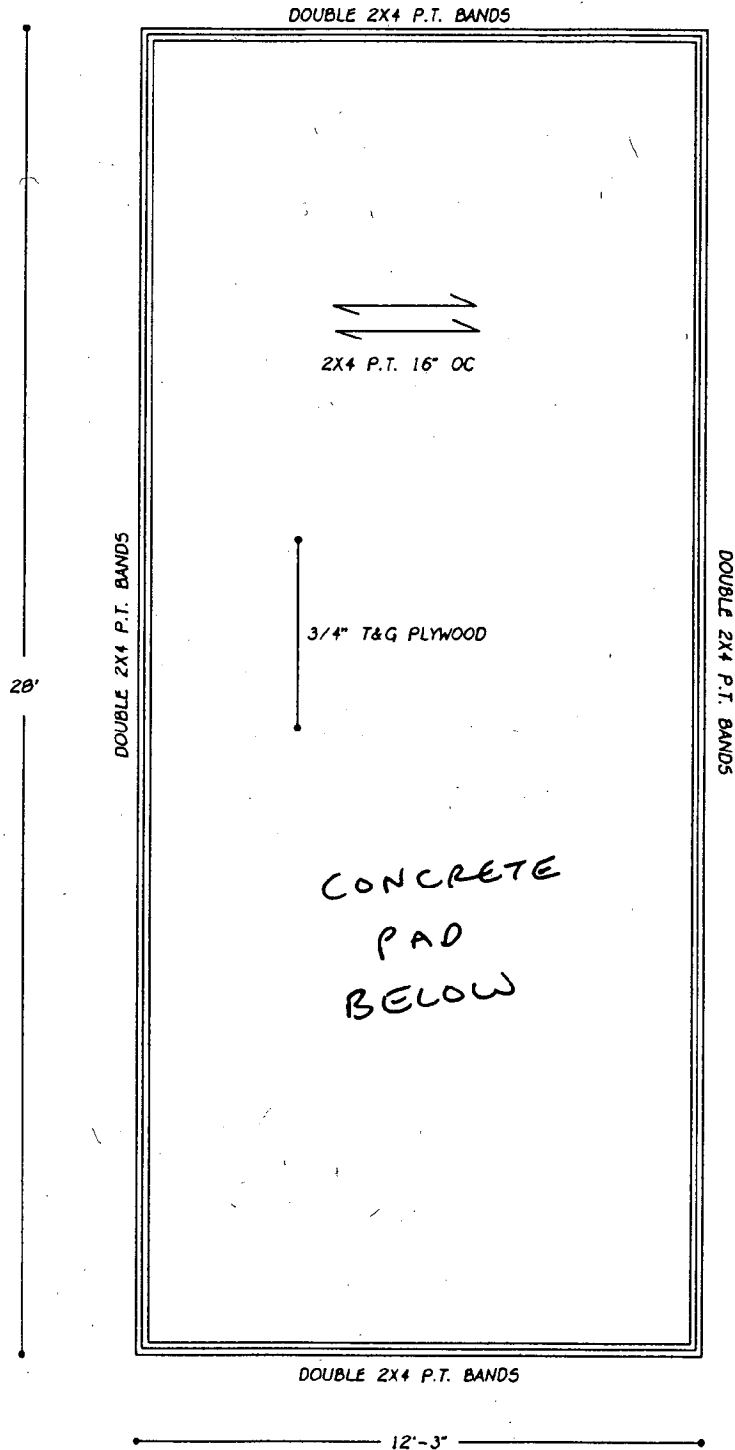 DOUBLE 2X4 P.T. BANDS
2X4 P.T. 16" OC
DOUBLE 2X4 P.T. BANDS
3/4" T&G PLYWOOD
DOUBLE 2X4 P.T. BANDS
28'
CONCRETE
PAD
BELOW
DOUBLE 2X4 P.T. BANDS
12'-3"